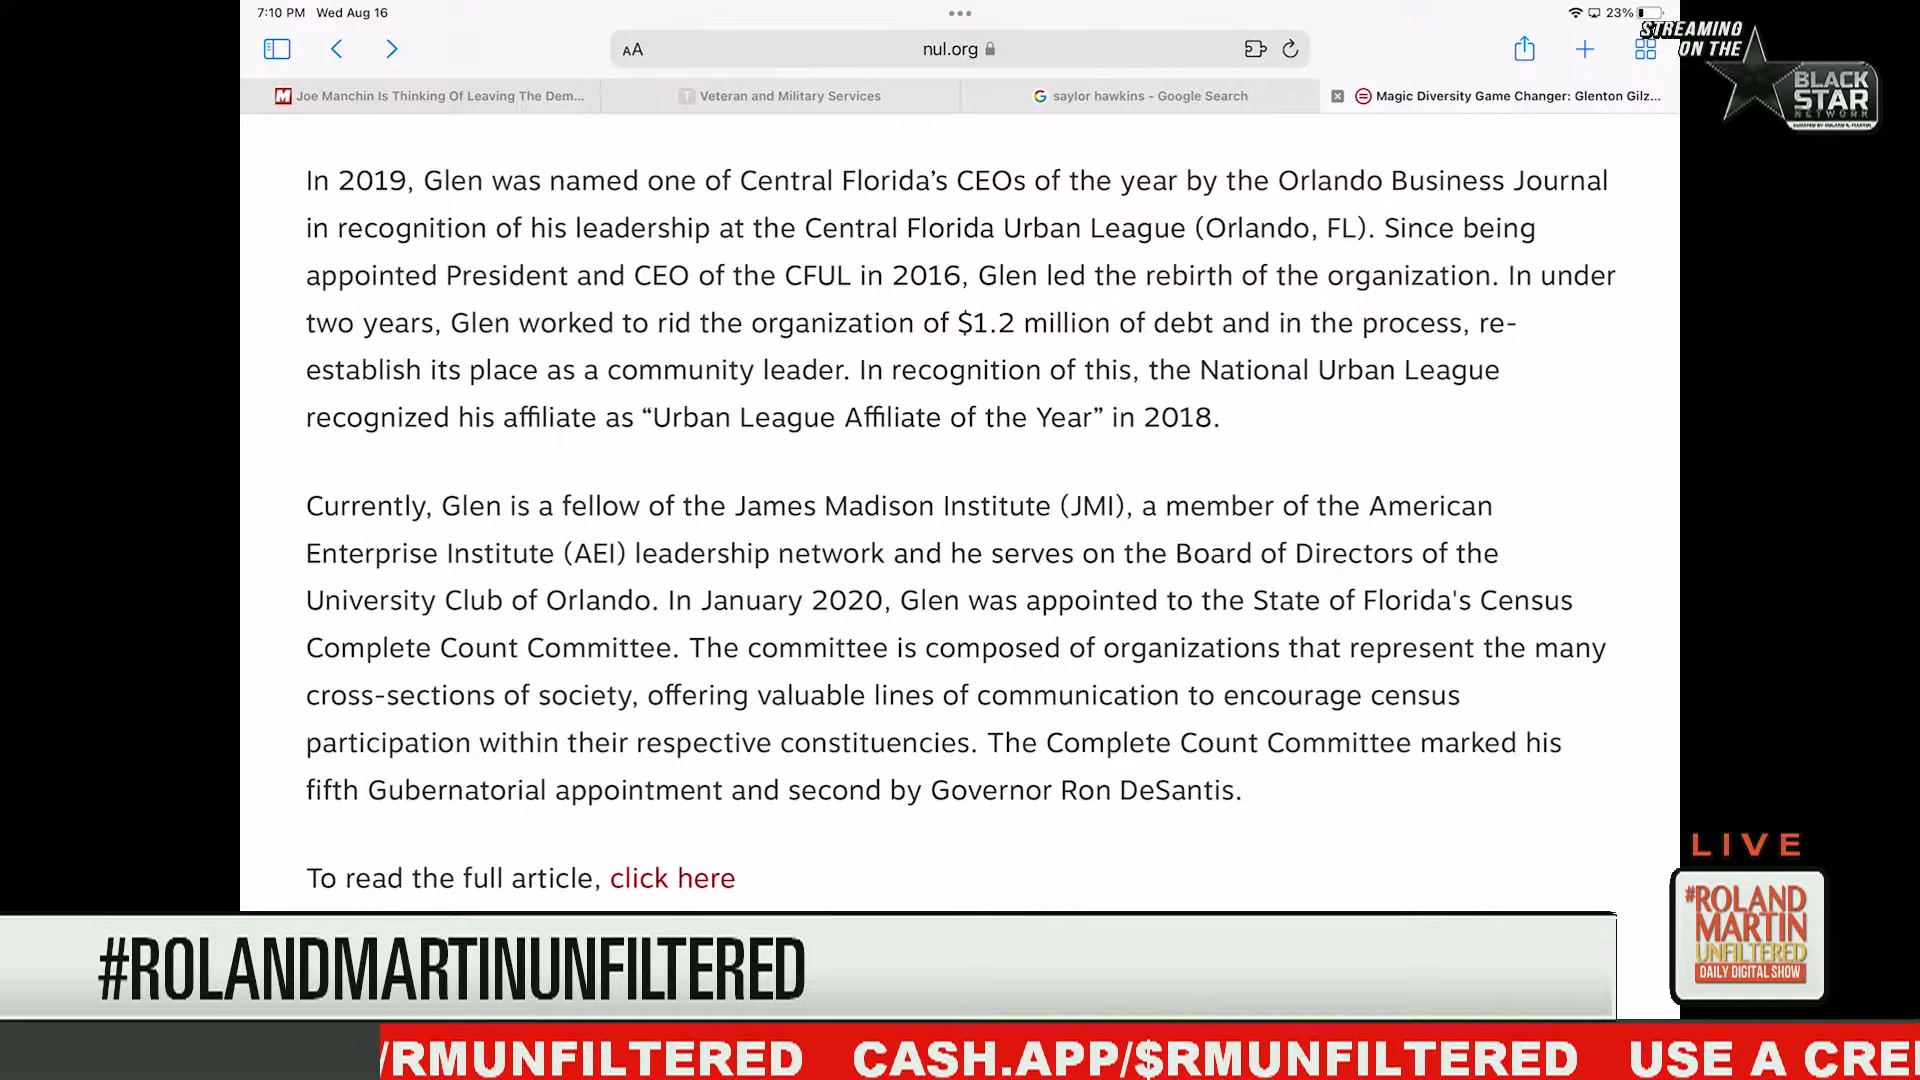 7:10 PM Wed Aug 16
23%
STREAMING
ON THE
AA
nul.org
BLACK
STAR
NETWORK
Joe Manchin Is Thinking Of Leaving The Dem...
Veteran and Military Services
saylor hawkins - Google Search
Magic Diversity Game Changer: Glenton Gilz...
In 2019, Glen was named one of Central Florida’s CEOs of the year by the Orlando Business Journal
in recognition of his leadership at the Central Florida Urban League (Orlando, FL). Since being
appointed President and CEO of the CFUL in 2016, Glen led the rebirth of the organization. In under
two years, Glen worked to rid the organization of $1.2 million of debt and in the process, re-
establish its place as a community leader. In recognition of this, the National Urban League
recognized his affiliate as “Urban League Affiliate of the Year” in 2018.
Currently, Glen is a fellow of the James Madison Institute (JMI), a member of the American
Enterprise Institute (AEI) leadership network and he serves on the Board of Directors of the
University Club of Orlando. In January 2020, Glen was appointed to the State of Florida's Census
Complete Count Committee. The committee is composed of organizations that represent the many
cross-sections of society, offering valuable lines of communication to encourage census
participation within their respective constituencies. The Complete Count Committee marked his
fifth Gubernatorial appointment and second by Governor Ron DeSantis.
To read the full article, click here
LIVE
#ROLAND
MARTIN
UNFILTERED
DAILY DIGITAL SHOW
#ROLANDMARTINUNFILTERED
/RMUNFILTERED CASH.APP/$RMUNFILTERED USE A CRE